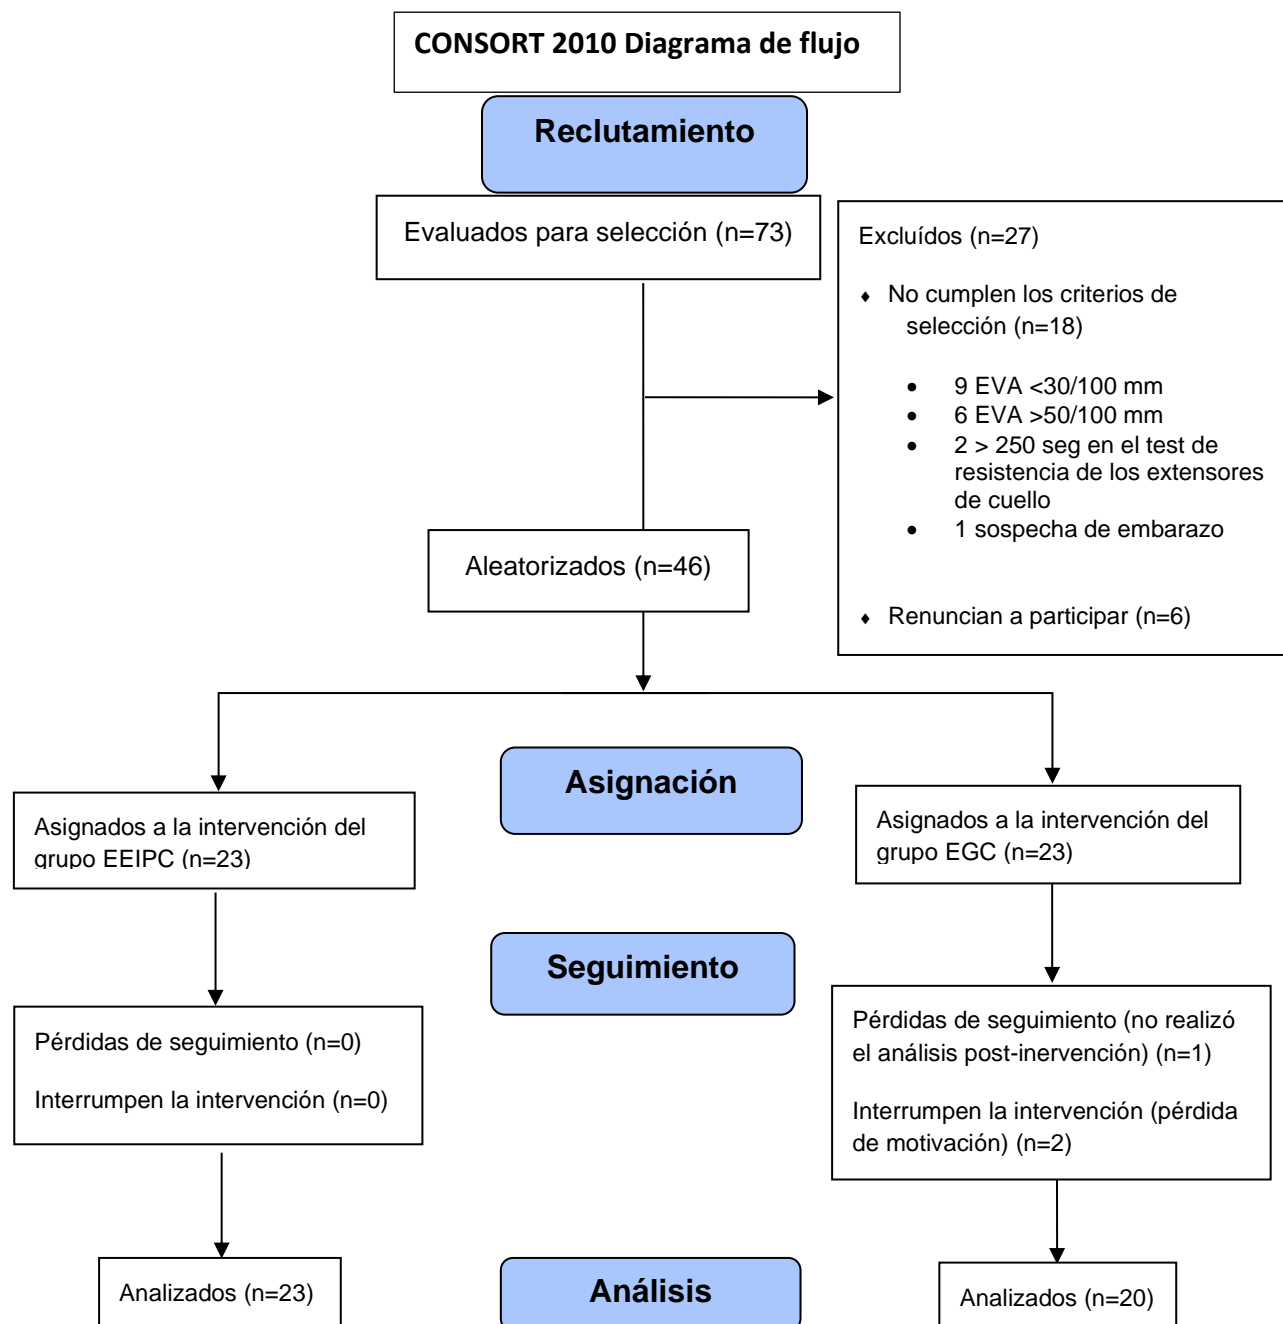 CONSORT 2010 Diagrama de flujo
Reclutamiento
Evaluados para selección (n=73)
Excluídos (n=27)
♦ No cumplen los criterios de
selección (n=18)
• 9 EVA <30/100 mm
• 6 EVA >50/100 mm
• 2 > 250 seg en el test de
resistencia de los extensores
de cuello
• 1 sospecha de embarazo
♦ Renuncian a participar (n=6)
Aleatorizados (n=46)
Asignación
Asignados a la intervención del
grupo EEIPC (n=23)
Asignados a la intervención del
grupo EGC (n=23)
Seguimiento
Pérdidas de seguimiento (n=0)
Interrumpen la intervención (n=0)
Pérdidas de seguimiento (no realizó
el análisis post-inervención) (n=1)
Interrumpen la intervención (pérdida
de motivación) (n=2)
Analizados (n=23)
Análisis
Analizados (n=20)